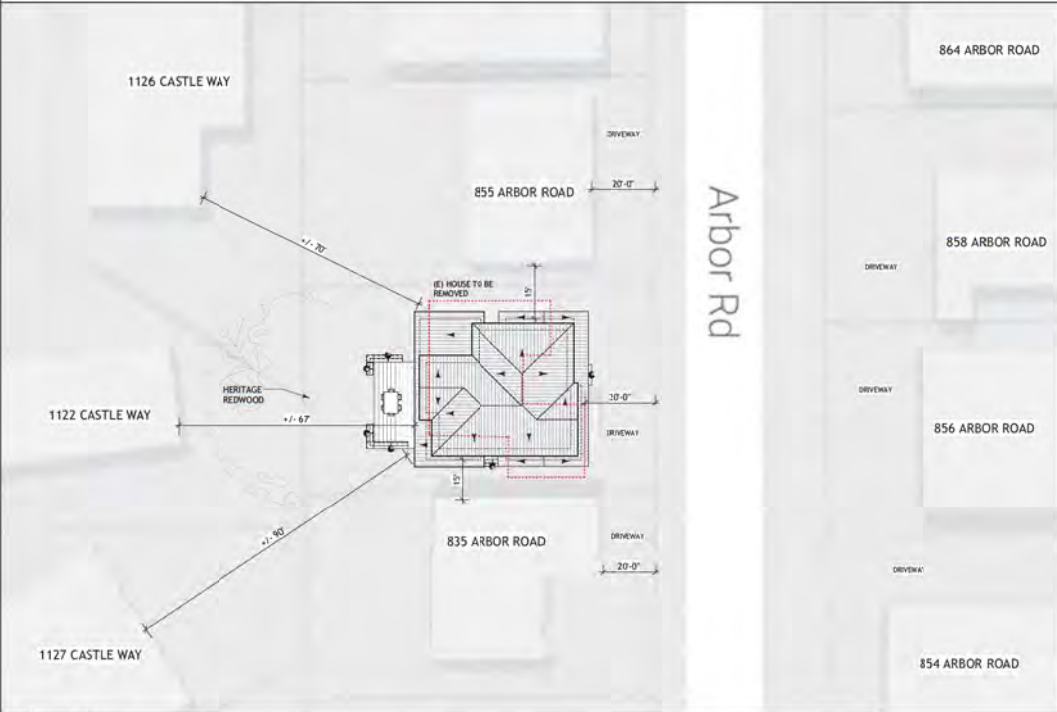 1126 CASTLE WAY
864 ARBOR ROAD
DRIVEWAY
855 ARBOR ROAD
20'-0"
+/- 70'
Arbor Rd
858 ARBOR ROAD
DRIVEWAY
(E) HOUSE TO BE
REMOVED
15'
HERITAGE
REDWOOD
+/- 67'
1122 CASTLE WAY
20'-0"
DRIVEWAY
DRIVEWAY
856 ARBOR ROAD
15'
+/- 90'
835 ARBOR ROAD
DRIVEWAY
20'-0"
DRIVEWAY
1127 CASTLE WAY
854 ARBOR ROAD